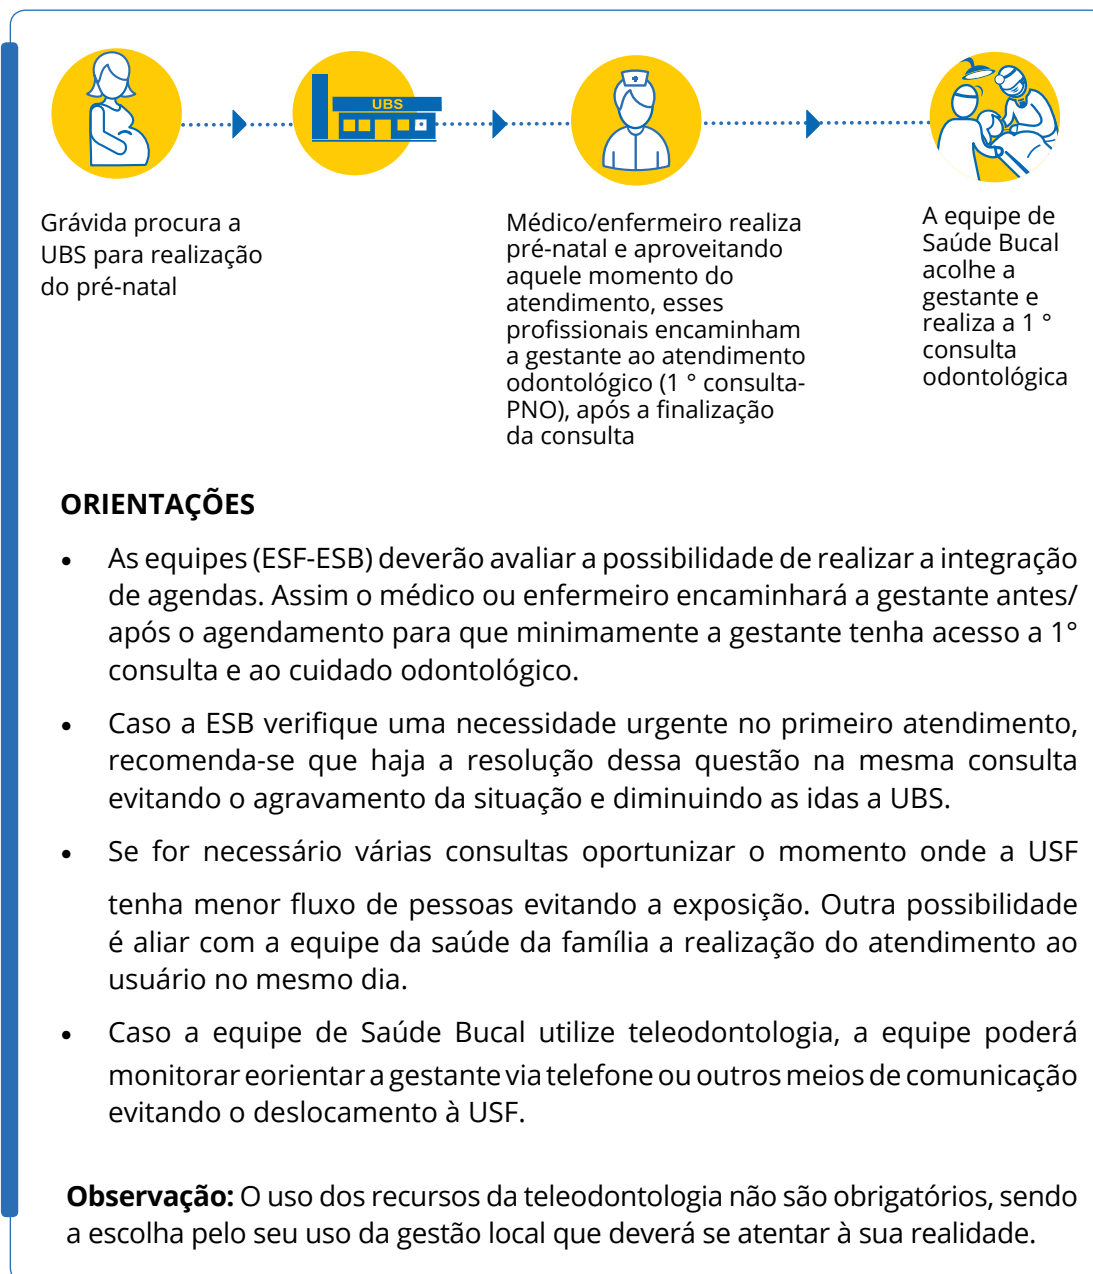 UBS
Grávida procura a
UBS para realização
do pré-natal
Médico/enfermeiro realiza
pré-natal e aproveitando
aquele momento do
atendimento, esses
profissionais encaminham
a gestante ao atendimento
odontológico (1 ° consulta-
PNO), após a finalização
da consulta
A equipe de
Saúde Bucal
acolhe a
gestante e
realiza a 1 °
consulta
odontológica
ORIENTAÇÕES
• As equipes (ESF-ESB) deverão avaliar a possibilidade de realizar a integração
de agendas. Assim o médico ou enfermeiro encaminhará a gestante antes/
após o agendamento para que minimamente a gestante tenha acesso a 1°
consulta e ao cuidado odontológico.
• Caso a ESB verifique uma necessidade urgente no primeiro atendimento,
recomenda-se que haja a resolução dessa questão na mesma consulta
evitando o agravamento da situação e diminuindo as idas a UBS.
• Se for necessário várias consultas oportunizar o momento onde a USF
tenha menor fluxo de pessoas evitando a exposição. Outra possibilidade
é aliar com a equipe da saúde da família a realização do atendimento ao
usuário no mesmo dia.
• Caso a equipe de Saúde Bucal utilize teleodontologia, a equipe poderá
monitorar eorientar a gestante via telefone ou outros meios de comunicação
evitando o deslocamento à USF.
Observação: O uso dos recursos da teleodontologia não são obrigatórios, sendo
a escolha pelo seu uso da gestão local que deverá se atentar à sua realidade.